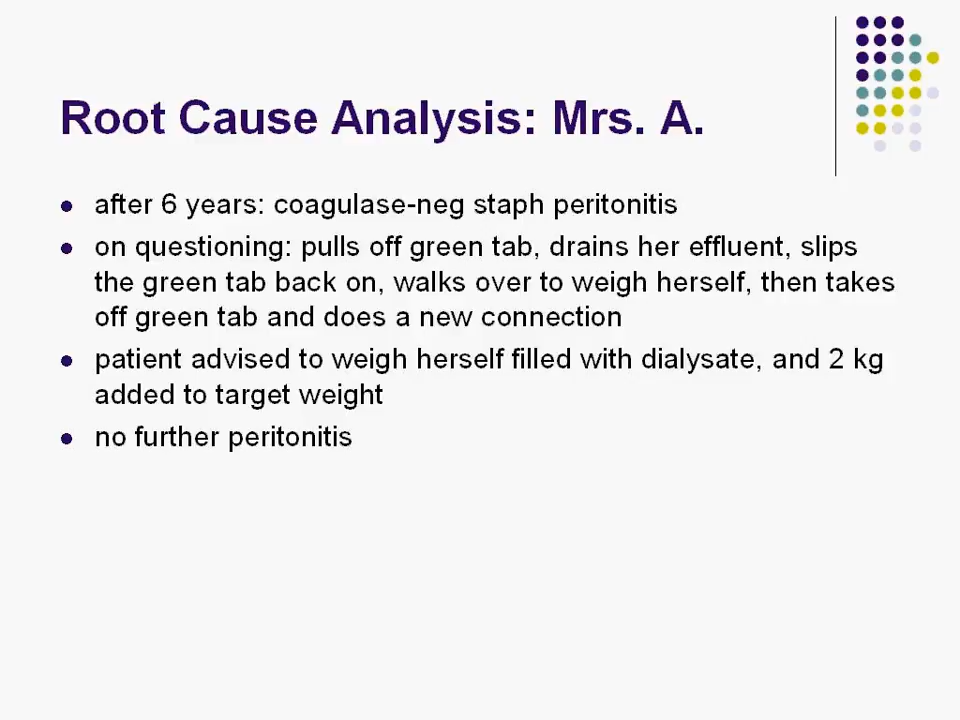 Root Cause Analysis: Mrs. A.
after 6 years: coagulase-neg staph peritonitis
on questioning: pulls off green tab, drains her effluent, slips
the green tab back on, walks over to weigh herself, then takes
off green tab and does a new connection
patient advised to weigh herself filled with dialysate, and 2 kg
added to target weight
no further peritonitis